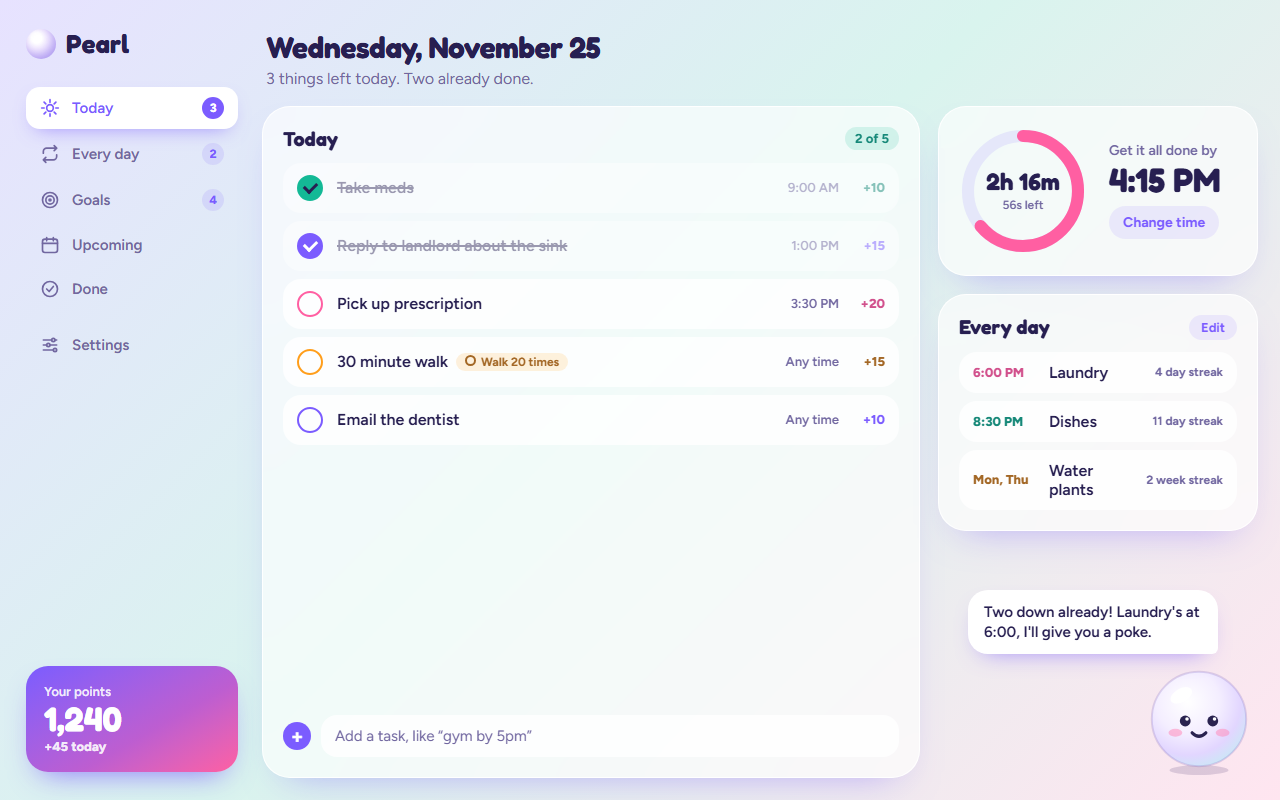 Pearl
Today 3
Every day 2
Goals 4
Upcoming
Done
Settings
Your points
1,240
+45 today
Wednesday, November 25
3 things left today. Two already done.
Today 2 of 5
Take meds 9:00 AM +10
Reply to landlord about the sink 1:00 PM +15
Pick up prescription 3:30 PM +20
30 minute walk Walk 20 times Any time +15
Email the dentist Any time +10
+ Add a task, like “gym by 5pm”
2h 16m
56s left
Get it all done by
4:15 PM
Change time
Every day Edit
6:00 PM Laundry 4 day streak
8:30 PM Dishes 11 day streak
Mon, Thu Water plants 2 week streak
Two down already! Laundry's at
6:00, I'll give you a poke.